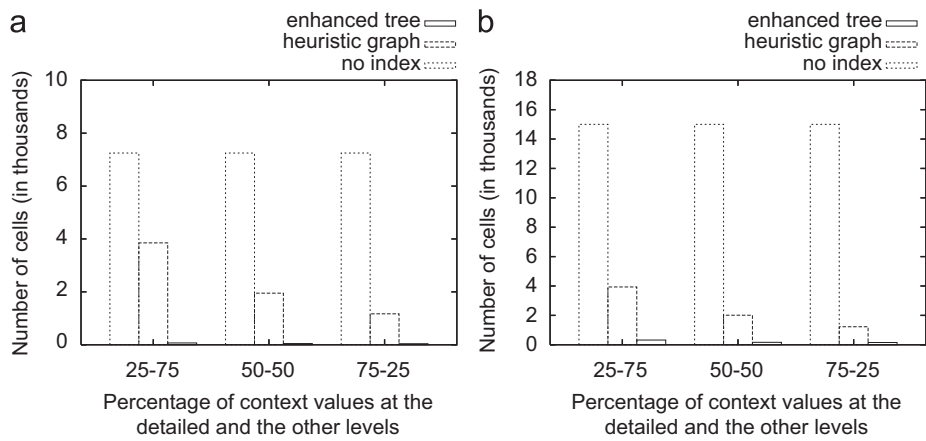 a
enhanced tree
heuristic graph
no index
Number of cells (in thousands)
10
8
6
4
2
0
25-75
50-50
75-25
Percentage of context values at the
detailed and the other levels
b
enhanced tree
heuristic graph
no index
Number of cells (in thousands)
18
16
14
12
10
8
6
4
2
0
25-75
50-50
75-25
Percentage of context values at the
detailed and the other levels